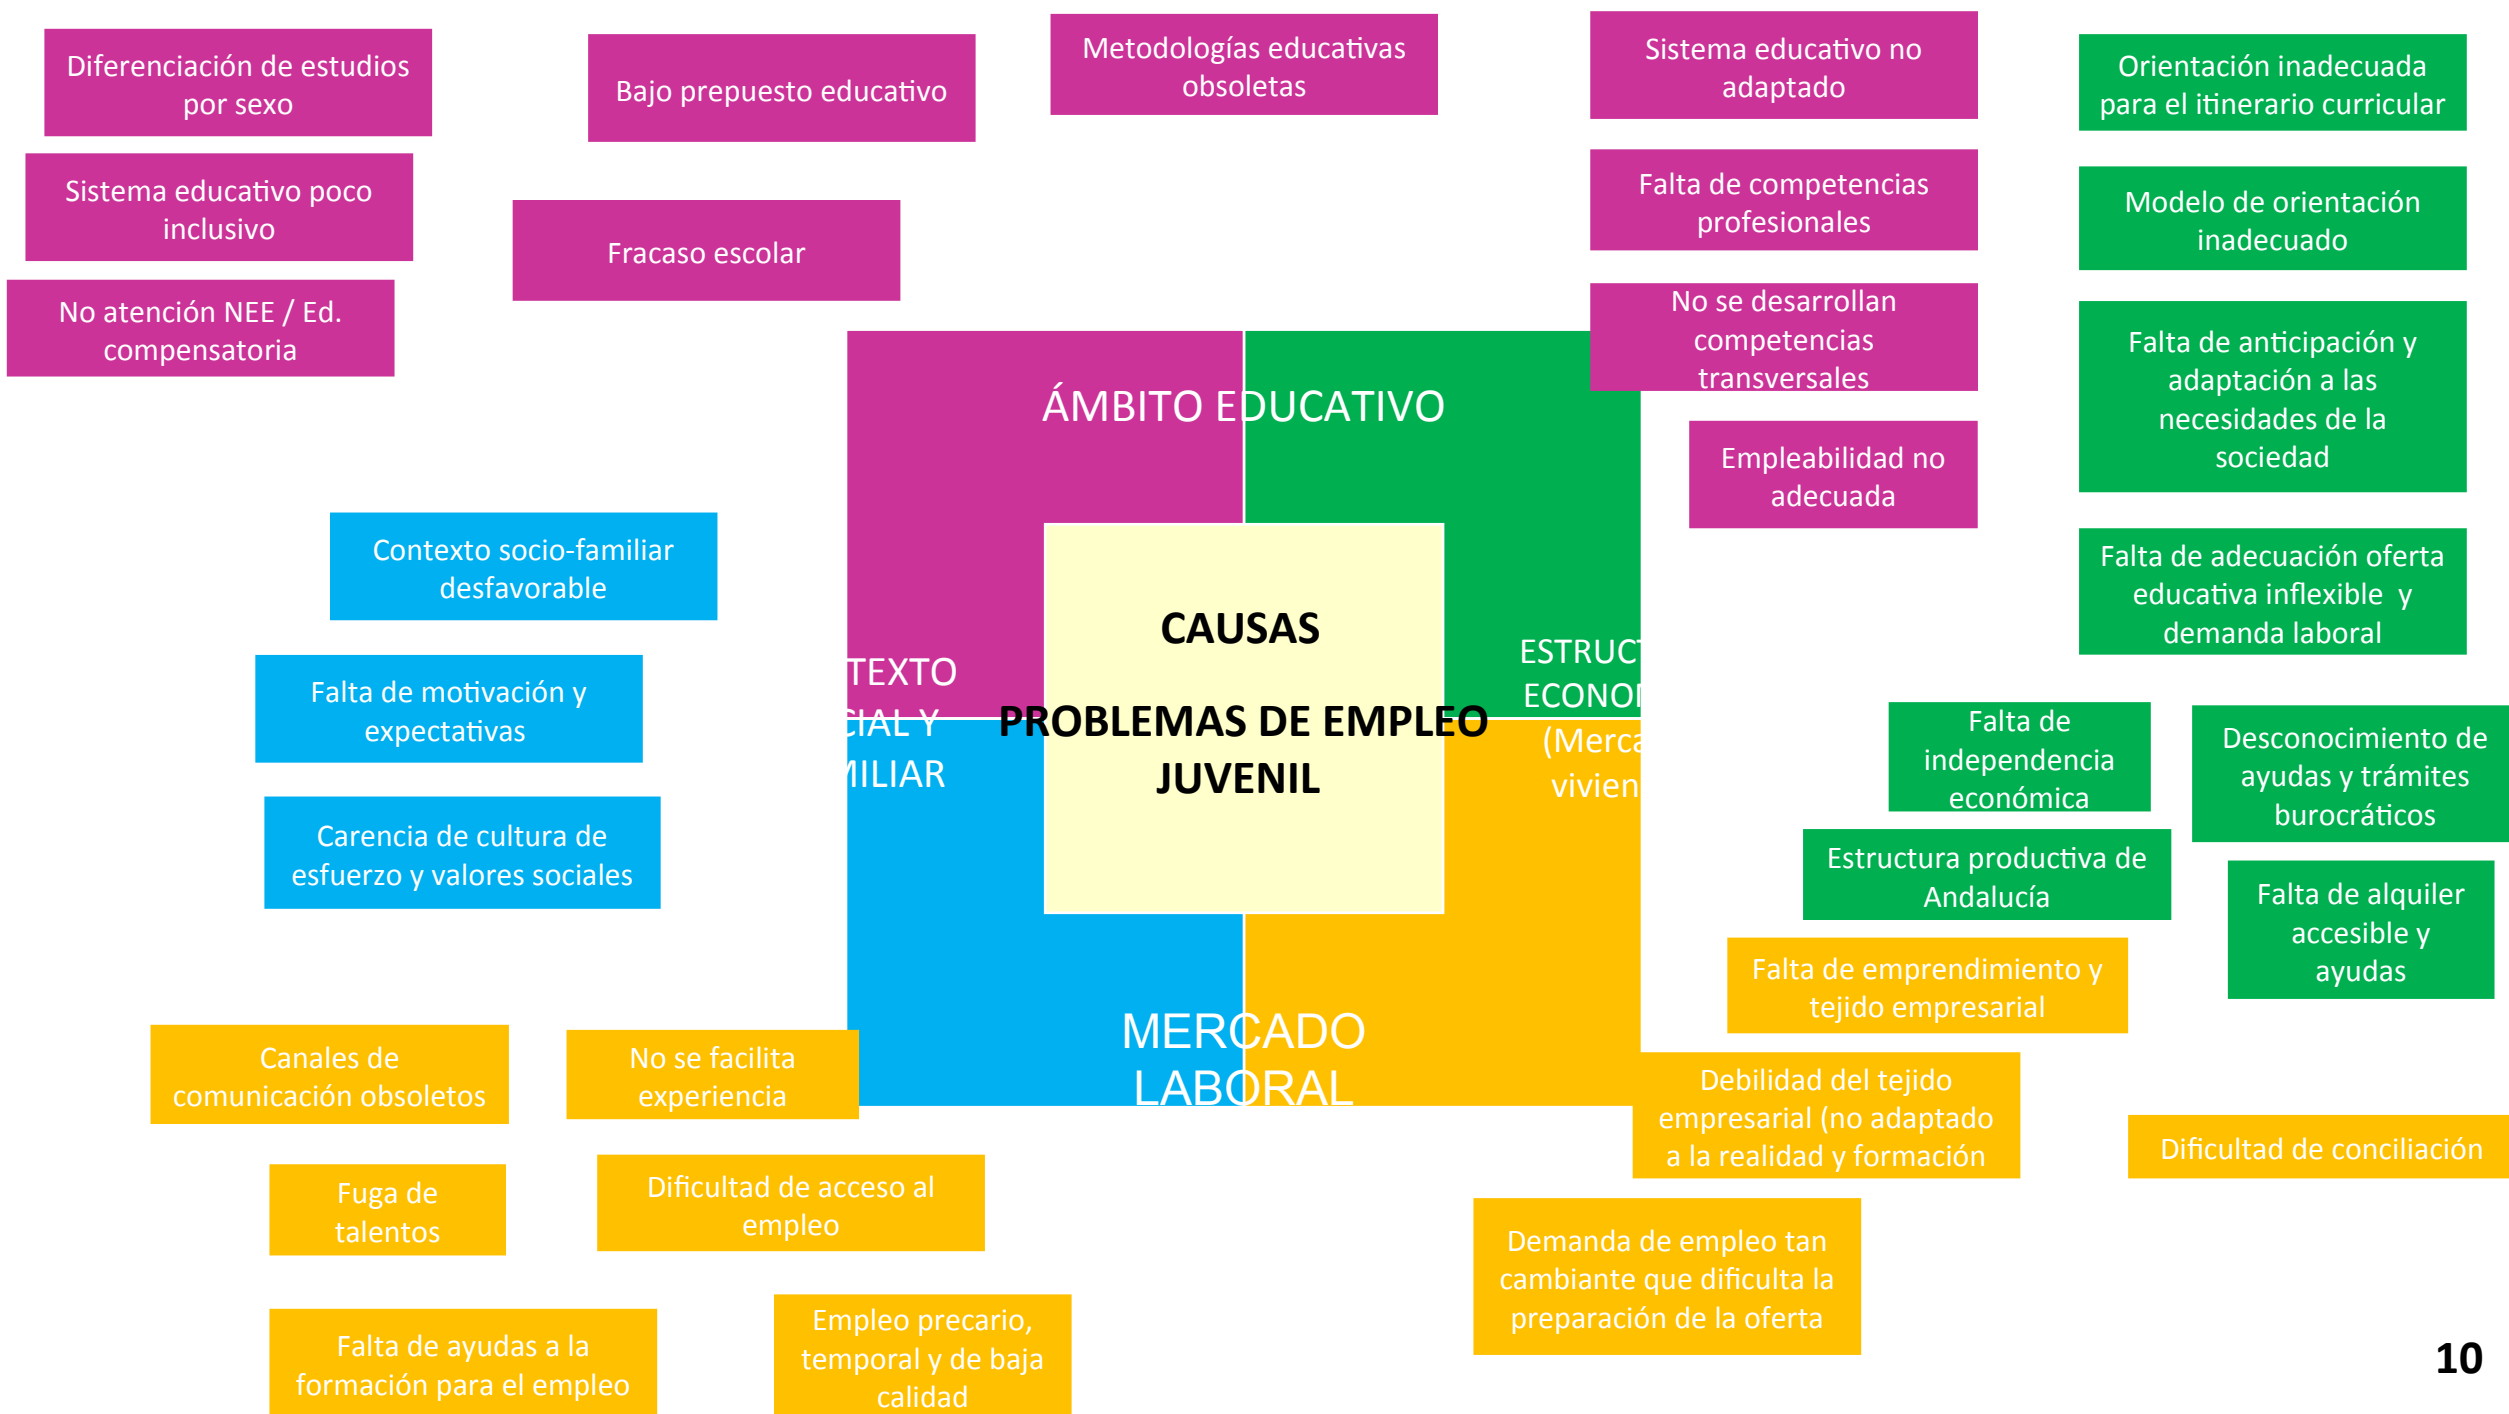 Diferenciación de estudios
por sexo
Bajo prepuesto educativo
Metodologías educativas
obsoletas
Sistema educativo no
adaptado
Orientación inadecuada
para el itinerario curricular
Sistema educativo poco
inclusivo
Fracaso escolar
Falta de competencias
profesionales
Modelo de orientación
inadecuado
No atención NEE / Ed.
compensatoria
No se desarrollan
competencias
transversales
Falta de anticipación y
adaptación a las
necesidades de la
sociedad
ÁMBITO EDUCATIVO
Empleabilidad no
adecuada
Contexto socio-familiar
desfavorable
Falta de adecuación oferta
educativa inflexible y
demanda laboral
Falta de motivación y
expectativas
TEXTO
CIAL Y
MILIAR
CAUSAS
PROBLEMAS DE EMPLEO
JUVENIL
ESTRUCT
ECONO
(Merca
vivien
Falta de
independencia
económica
Desconocimiento de
ayudas y trámites
burocráticos
Carencia de cultura de
esfuerzo y valores sociales
Estructura productiva de
Andalucía
Falta de alquiler
accesible y
ayudas
Falta de emprendimiento y
tejido empresarial
MERCADO
LABORAL
Canales de
comunicación obsoletos
No se facilita
experiencia
Debilidad del tejido
empresarial (no adaptado
a la realidad y formación
Dificultad de conciliación
Fuga de
talentos
Dificultad de acceso al
empleo
Demanda de empleo tan
cambiante que dificulta la
preparación de la oferta
Falta de ayudas a la
formación para el empleo
Empleo precario,
temporal y de baja
calidad
10